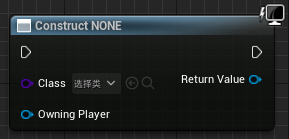 Construct NONE
Class 选择类
Return Value
Owning Player